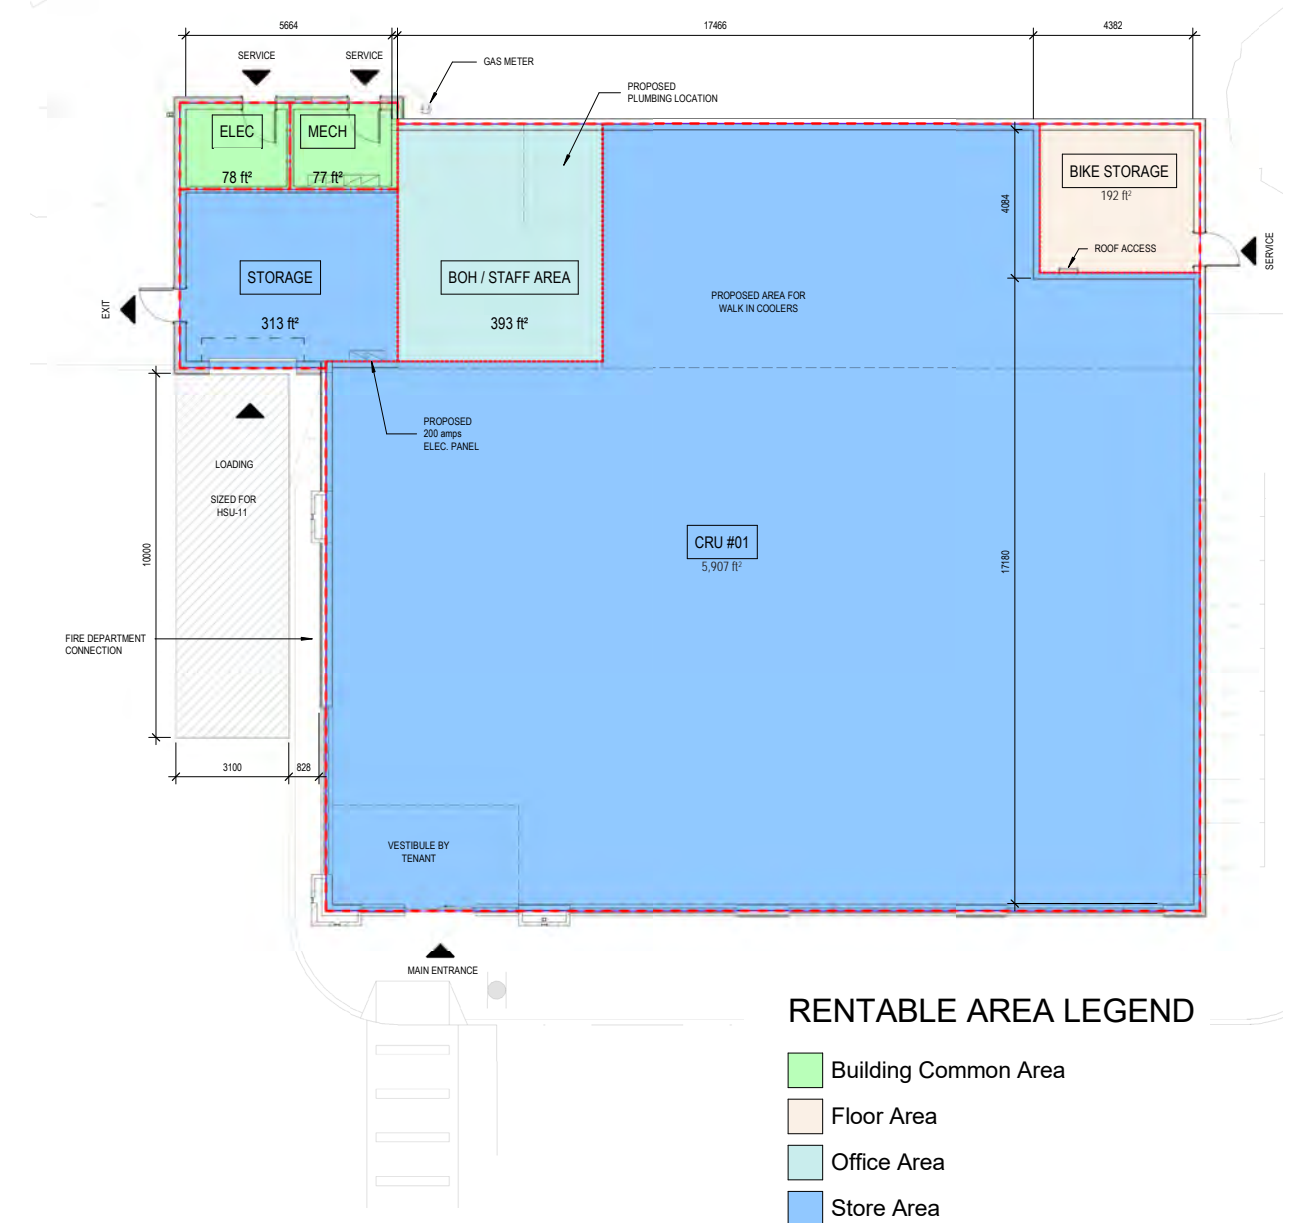 5664
17466
4382
SERVICE
SERVICE
GAS METER
PROPOSED
PLUMBING LOCATION
ELEC
78 ft²
MECH
77 ft²
BIKE STORAGE
192 ft²
4084
ROOF ACCESS
SERVICE
STORAGE
313 ft²
BOH / STAFF AREA
393 ft²
PROPOSED AREA FOR
WALK IN COOLERS
EXIT
PROPOSED
200 amps
ELEC. PANEL
LOADING
SIZED FOR
HSU-11
10000
CRU #01
5,907 ft²
17180
FIRE DEPARTMENT
CONNECTION
3100
828
VESTIBULE BY
TENANT
MAIN ENTRANCE
RENTABLE AREA LEGEND
Building Common Area
Floor Area
Office Area
Store Area